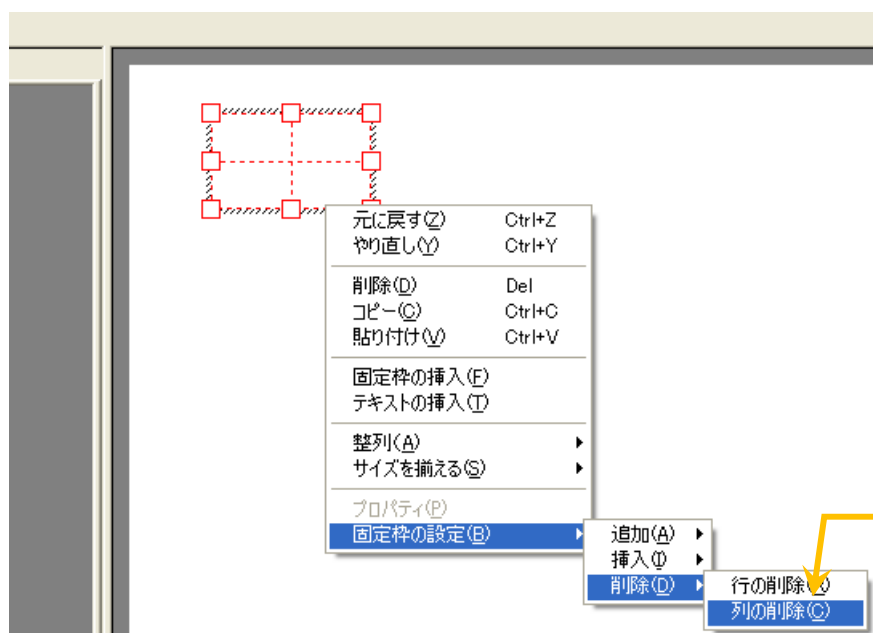 元に戻す(Z) Ctrl+Z
やり直し(Y) Ctrl+Y
削除(D) Del
コピー(C) Ctrl+C
貼り付け(V) Ctrl+V
固定枠の挿入(F)
テキストの挿入(T)
整列(A)
サイズを揃える(S)
プロパティ(P)
固定枠の設定(B)
追加(A)
挿入(I)
削除(D)
行の削除
列の削除(C)